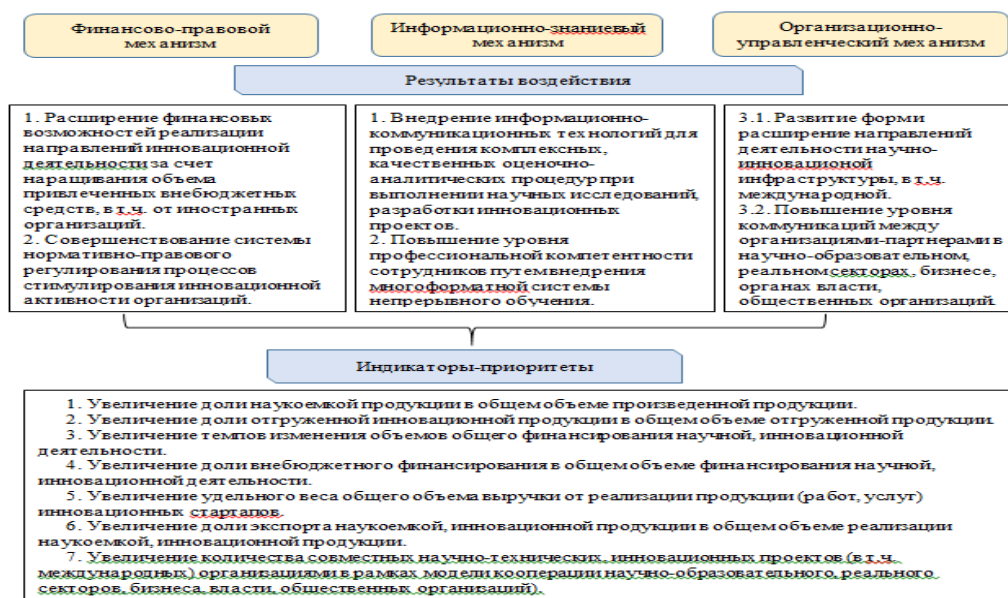 Финансово-правовой
механизм
Информационно-знаниевый
механизм
Организационно-
управленческий механизм
Результаты воздействия
1. Расширение финансовых
возможностей реализации
направлений инновационной
деятельности за счет
наращивания объема
привлеченных внебюджетных
средств, в т.ч. от иностранных
организаций.
2. Совершенствование системы
нормативно-правового
регулирования процессов
стимулирования инновационной
активности организаций.
1. Внедрение информационно-
коммуникационных технологий для
проведения комплексных,
качественных оценочно-
аналитических процедур при
выполнении научных исследований,
разработки инновационных
проектов.
2. Повышение уровня
профессиональной компетентности
сотрудников путем внедрения
многоформатной системы
непрерывного обучения.
3.1. Развитие форм и
расширение направлений
деятельности научно-
инновационой
инфраструктуры, в т.ч.
международной.
3.2. Повышение уровня
коммуникаций между
организациями-партнерами в
научно-образовательном,
реальном секторах, бизнесе,
органах власти,
общественных организаций.
Индикаторы-приоритеты
1. Увеличение доли наукоемкой продукции в общем объеме произведенной продукции.
2. Увеличение доли отгруженной инновационной продукции в общем объеме отгруженной продукции.
3. Увеличение темпов изменения объемов общего финансирования научной, инновационной
деятельности.
4. Увеличение доли внебюджетного финансирования в общем объеме финансирования научной,
инновационной деятельности.
5. Увеличение удельного веса общего объема выручки от реализации продукции (работ, услуг)
инновационных стартапов.
6. Увеличение доли экспорта наукоемкой, инновационной продукции в общем объеме реализации
наукоемкой, инновационной продукции.
7. Увеличение количества совместных научно-технических, инновационных проектов (в т.ч.
международных) организациями в рамках модели кооперации научно-образовательного, реального
секторов, бизнеса, власти, общественных организаций).